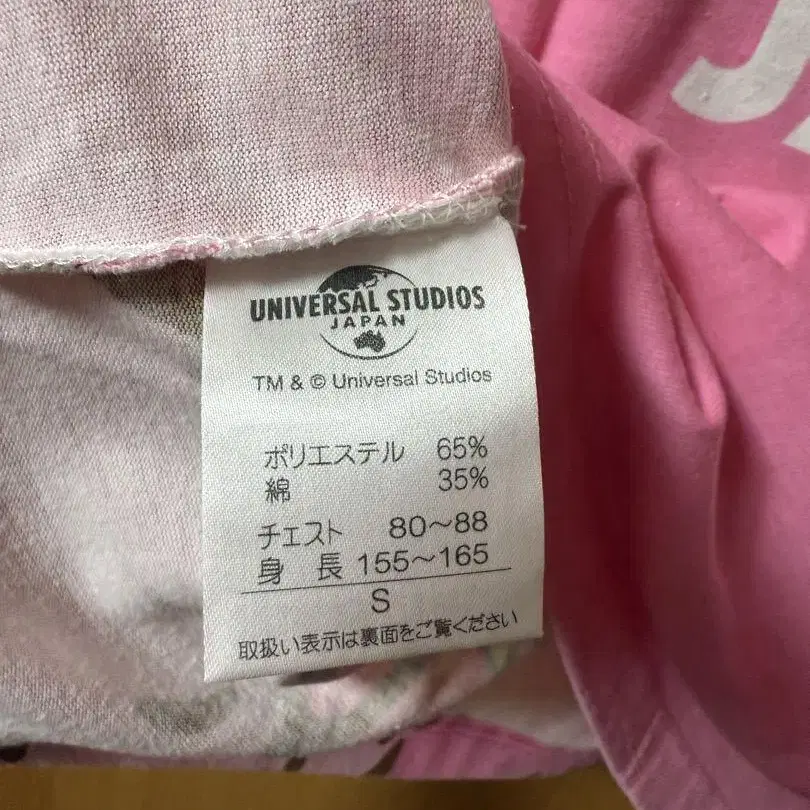 UNIVERSAL STUDIOS
JAPAN
TM & © Universal Studios
ポリエステル 65%
綿 35%
チェスト 80～88
身 長 155～165
S
取扱い表示は裏面をご覧ください